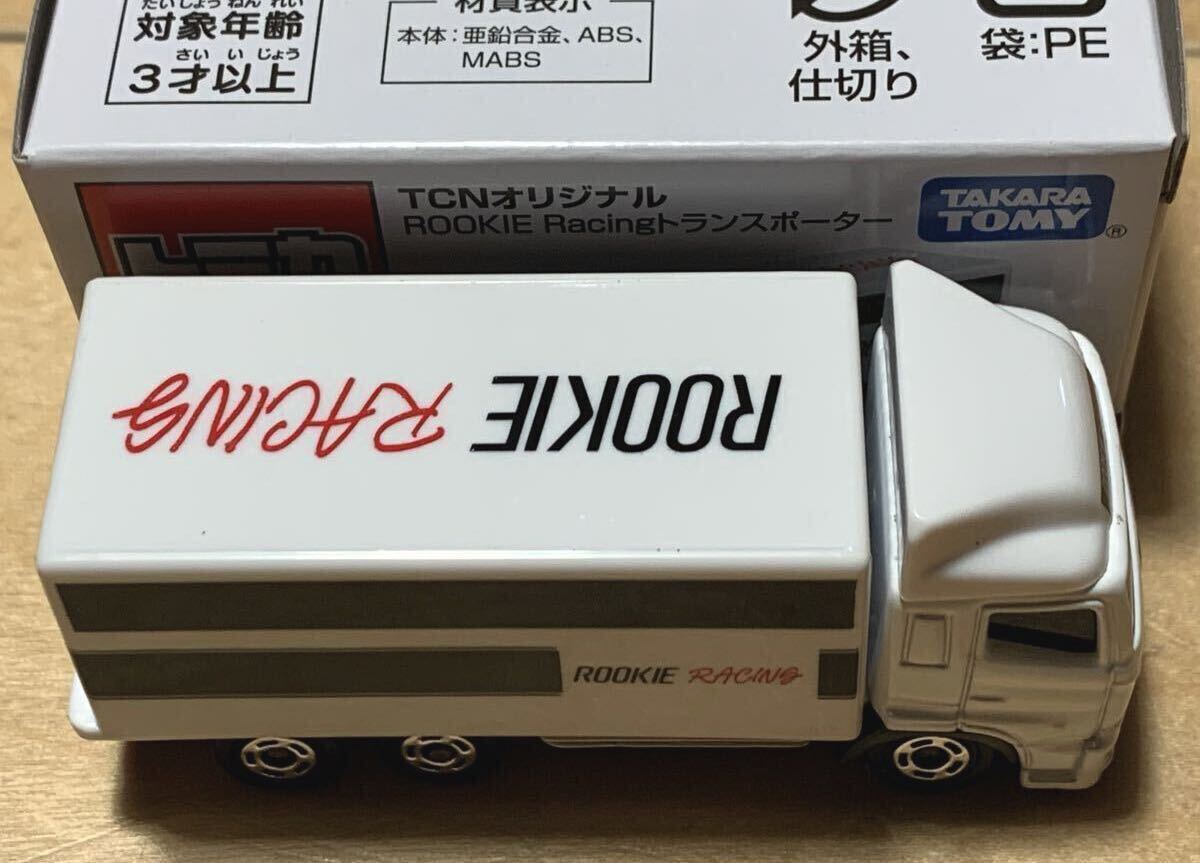 たいしょうねんれい
対象年齢
さいいじょう
3才以上
材質表示
本体:亜鉛合金、ABS、
MABS
外箱、
仕切り
袋:PE
トミカ
TCNオリジナル
ROOKIE Racingトランスポーター
TAKARA
TOMY®
ROOKIE RACING
ROOKIE RACING